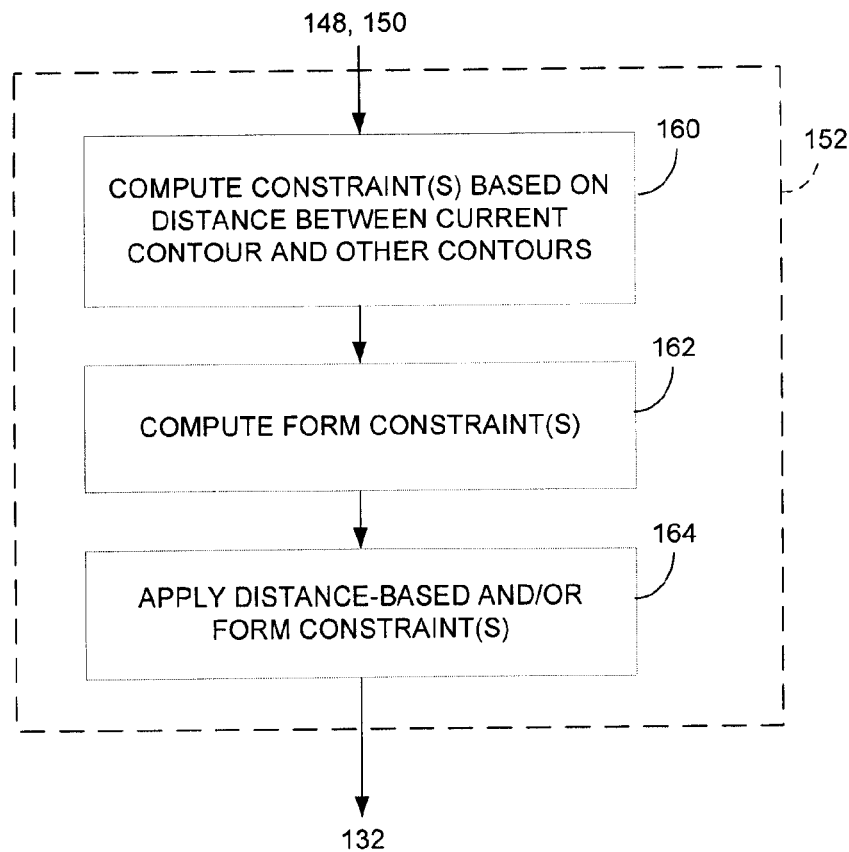 148, 150
160
152
COMPUTE CONSTRAINT(S) BASED ON
DISTANCE BETWEEN CURRENT
CONTOUR AND OTHER CONTOURS
162
COMPUTE FORM CONSTRAINT(S)
164
APPLY DISTANCE-BASED AND/OR
FORM CONSTRAINT(S)
132